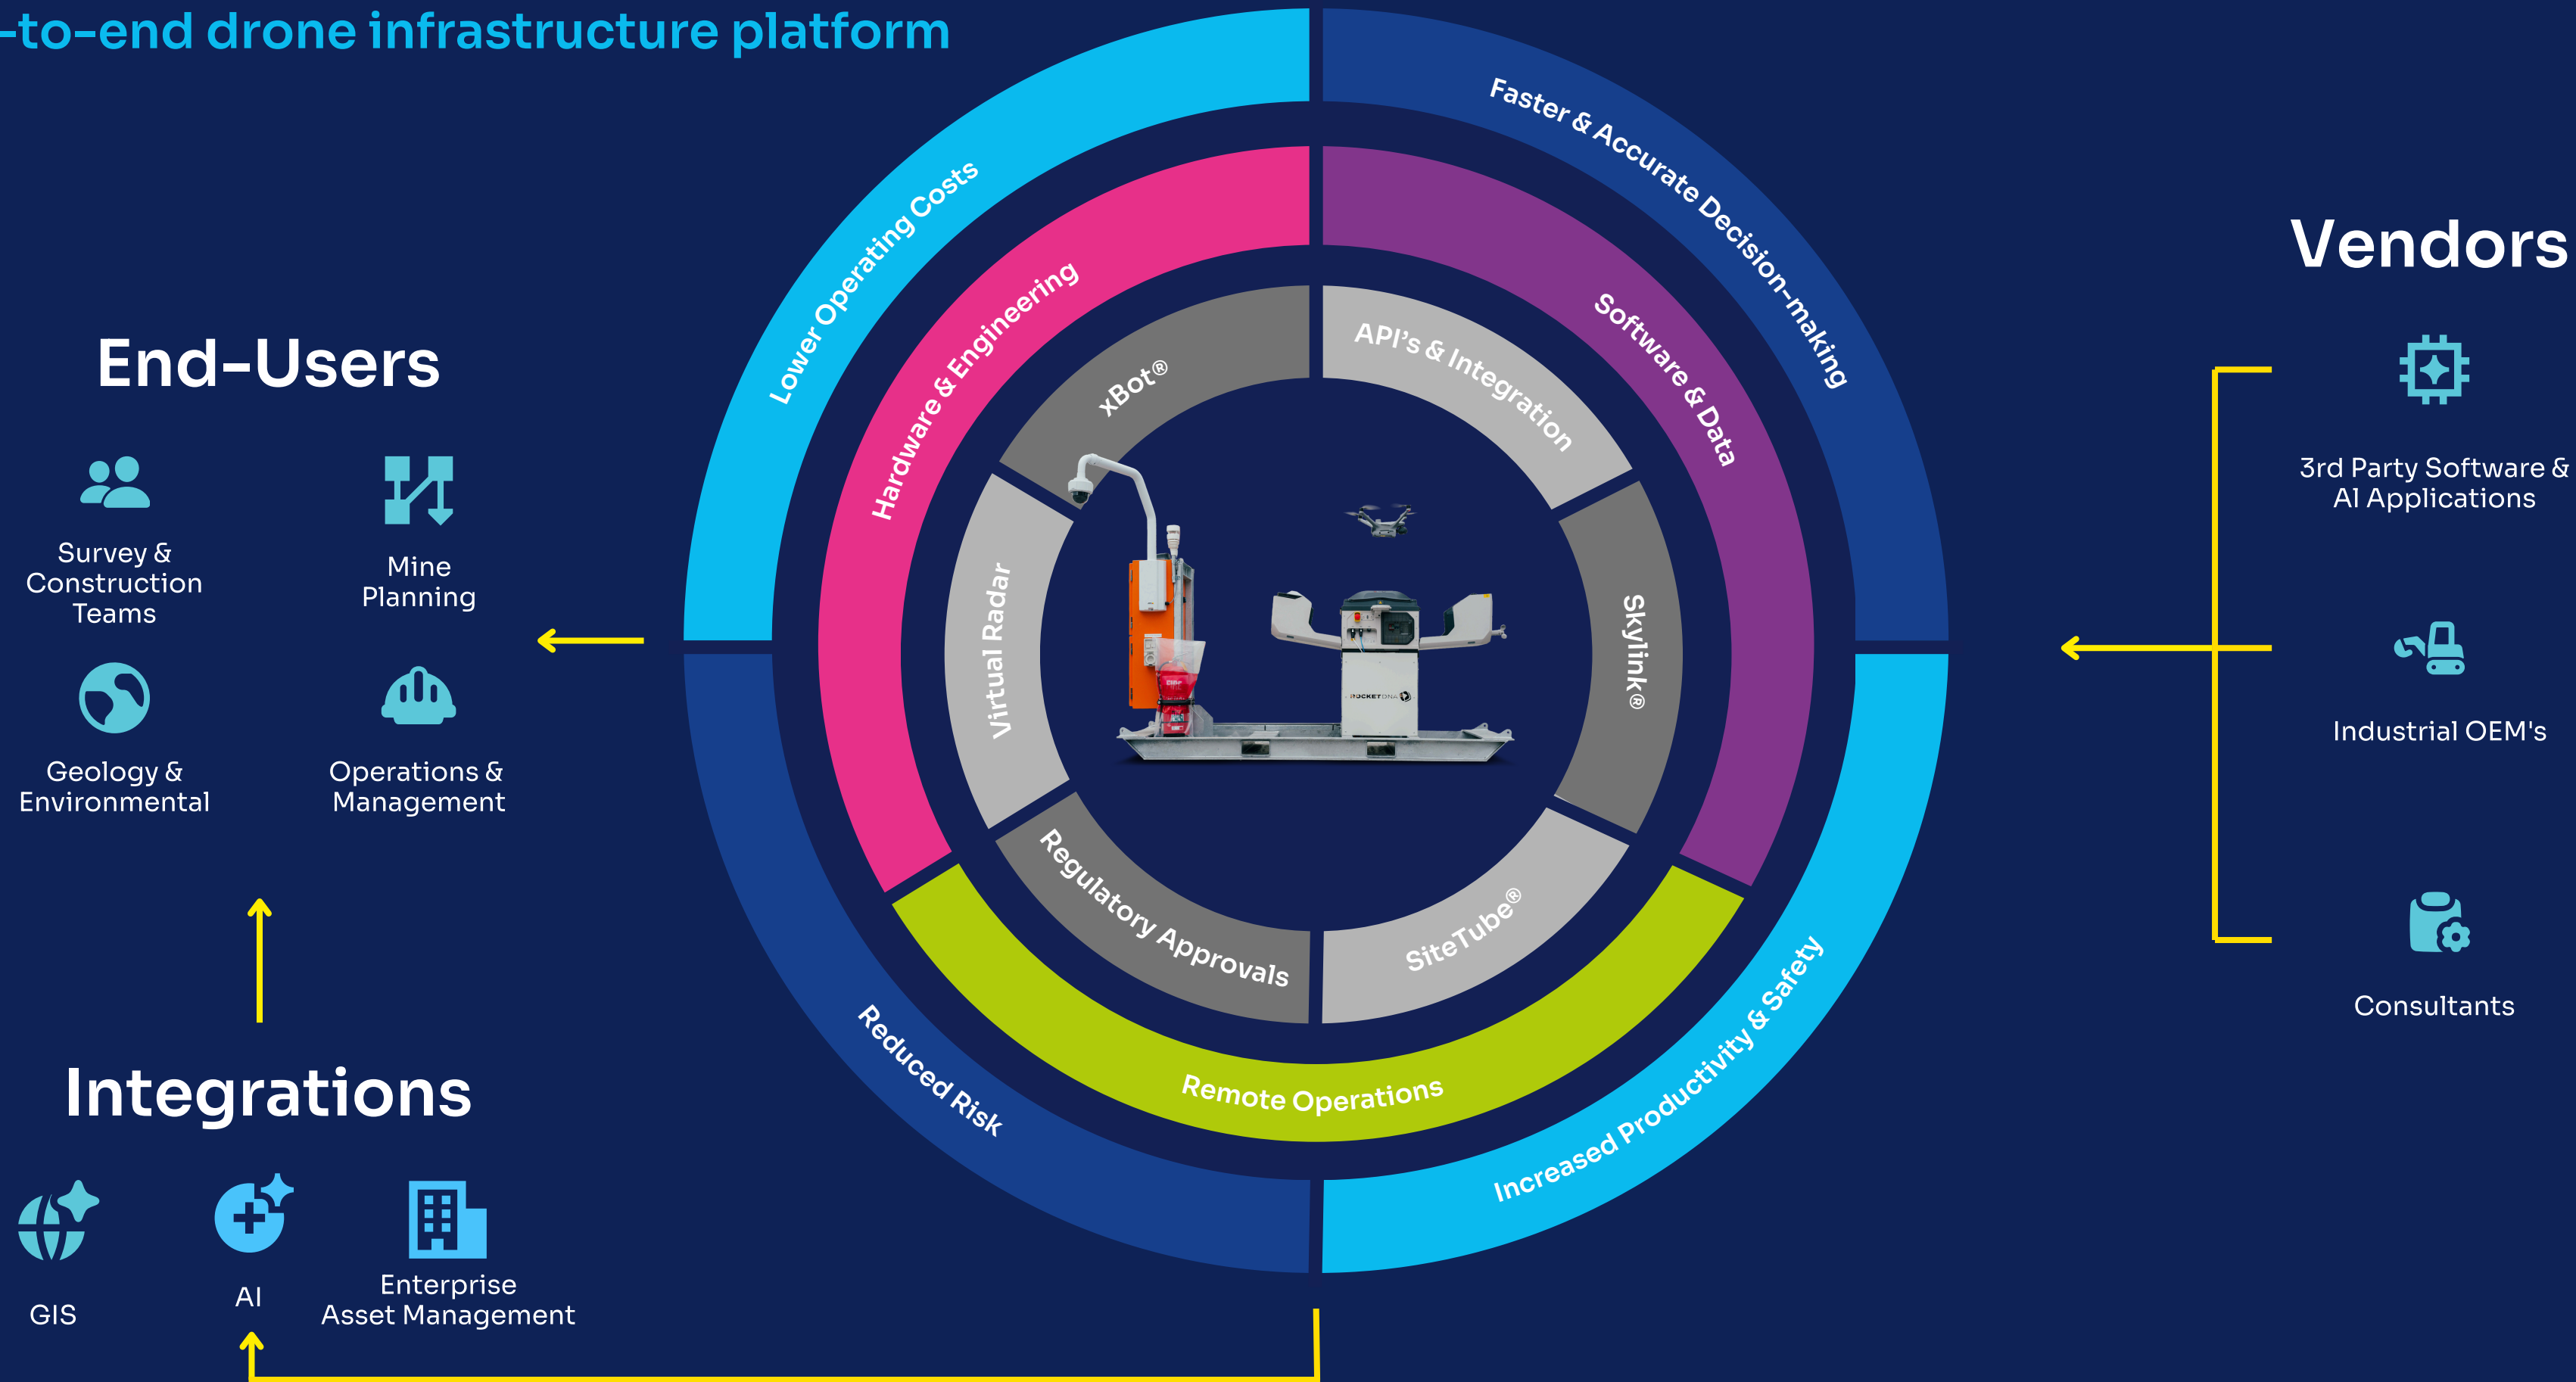 -to-end drone infrastructure platform
End-Users
Survey &
Construction
Teams
Mine
Planning
Geology &
Environmental
Operations &
Management
Integrations
GIS
AI
Enterprise
Asset Management
Lower Operating Costs
Faster & Accurate Decision-making
Increased Productivity & Safety
Reduced Risk
Hardware & Engineering
Software & Data
Remote Operations
xBot®
API's & Integration
Skylink®
SiteTube®
Regulatory Approvals
Virtual Radar
ROCKETDNA
Vendors
3rd Party Software &
AI Applications
Industrial OEM's
Consultants